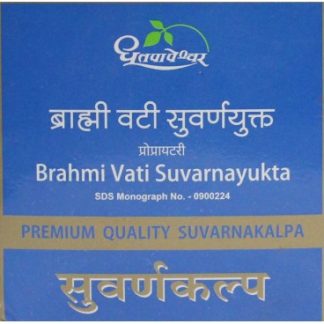 धूतपापेश्वर
ब्राह्मी वटी सुवर्णयुक्त
प्रोप्रायटरी
Brahmi Vati Suvarnayukta
SDS Monograph No. - 0900224
PREMIUM QUALITY SUVARNAKALPA
सुवर्णकल्प